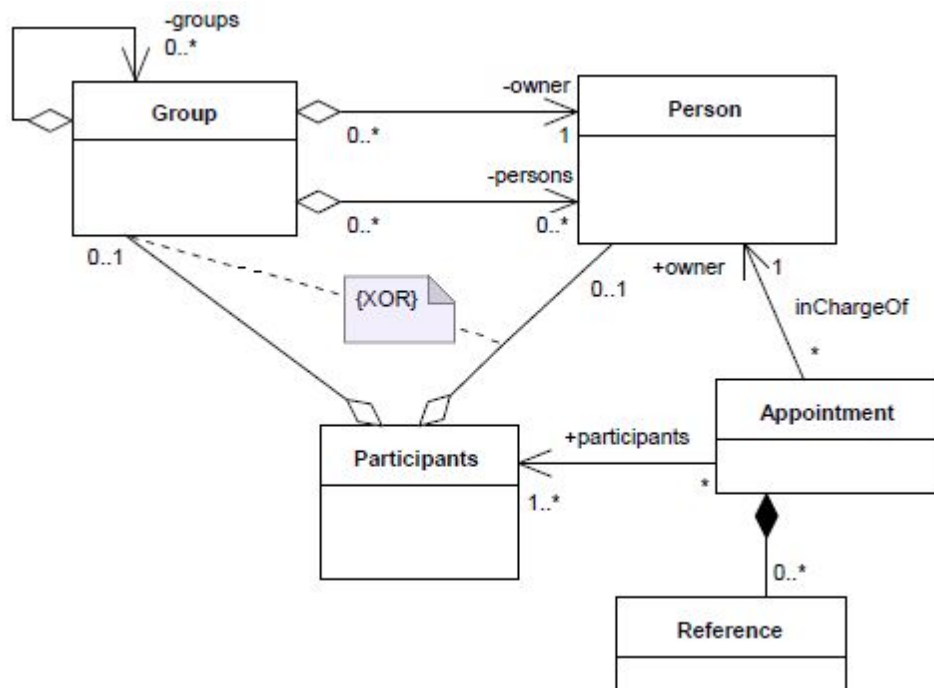 -groups
0..*
Group
-owner
Person
0..*
1
-persons
0..*
0..*
0..1
+owner
1
{XOR}
0..1
inChargeOf
*
Appointment
+participants
Participants
1..*
*
0..*
Reference